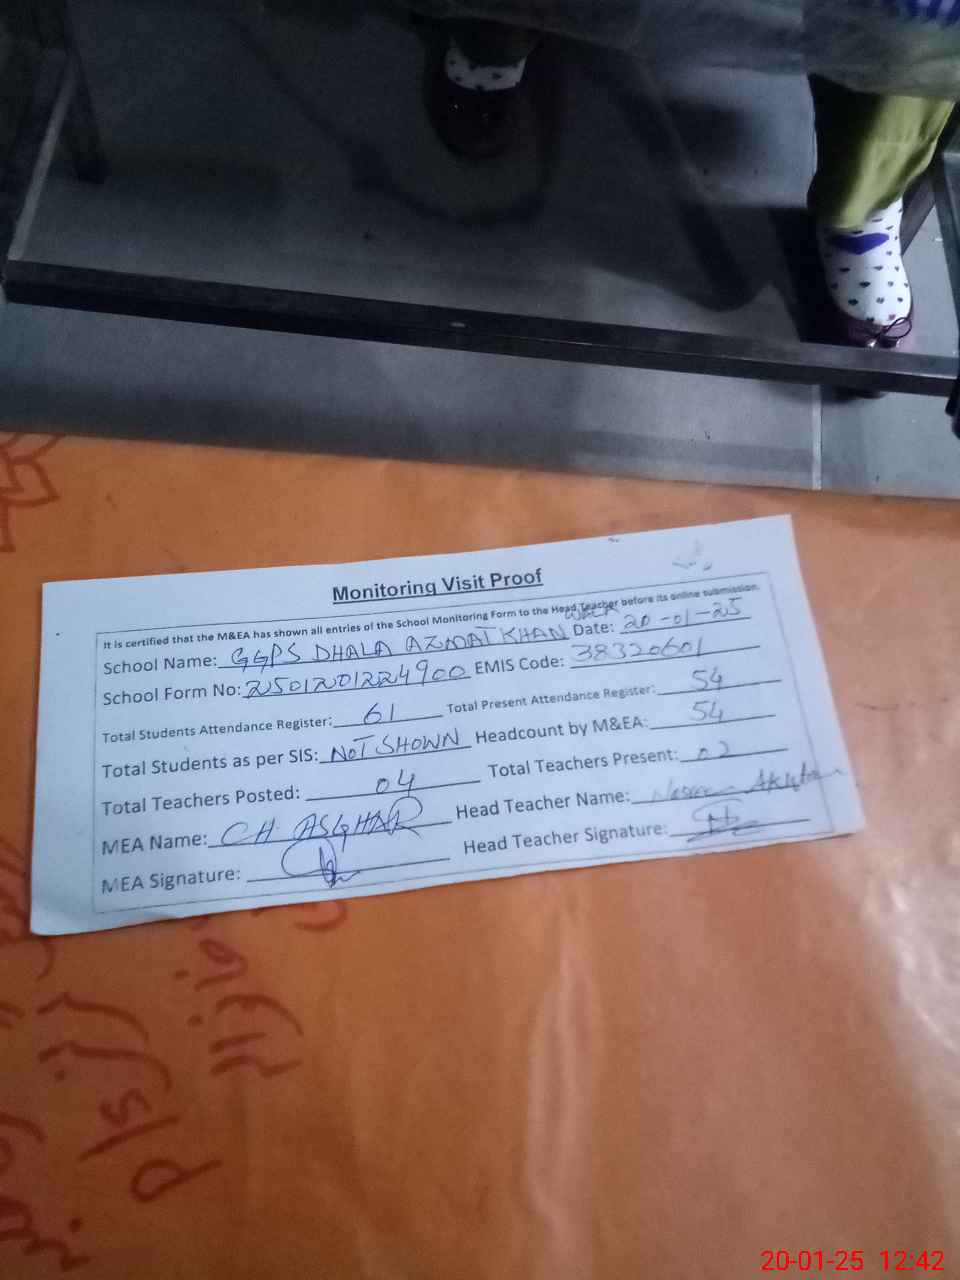 Monitoring Visit Proof
It is certified that the M&EA has shown all entries of the School Monitoring Form to the Head Teacher before its online submission.
School Name: GGPS DHALA AZMAT KHAN WALA Date: 20-01-25
School Form No: 2501201224900 EMIS Code: 38320601
Total Students Attendance Register: 61 Total Present Attendance Register: 54
Total Students as per SIS: NOT SHOWN Headcount by M&EA: 54
Total Teachers Posted: 04 Total Teachers Present: 02
MEA Name: CH. ASGHAR Head Teacher Name: Akhtar
MEA Signature: Head Teacher Signature:
20-01-25 12:42